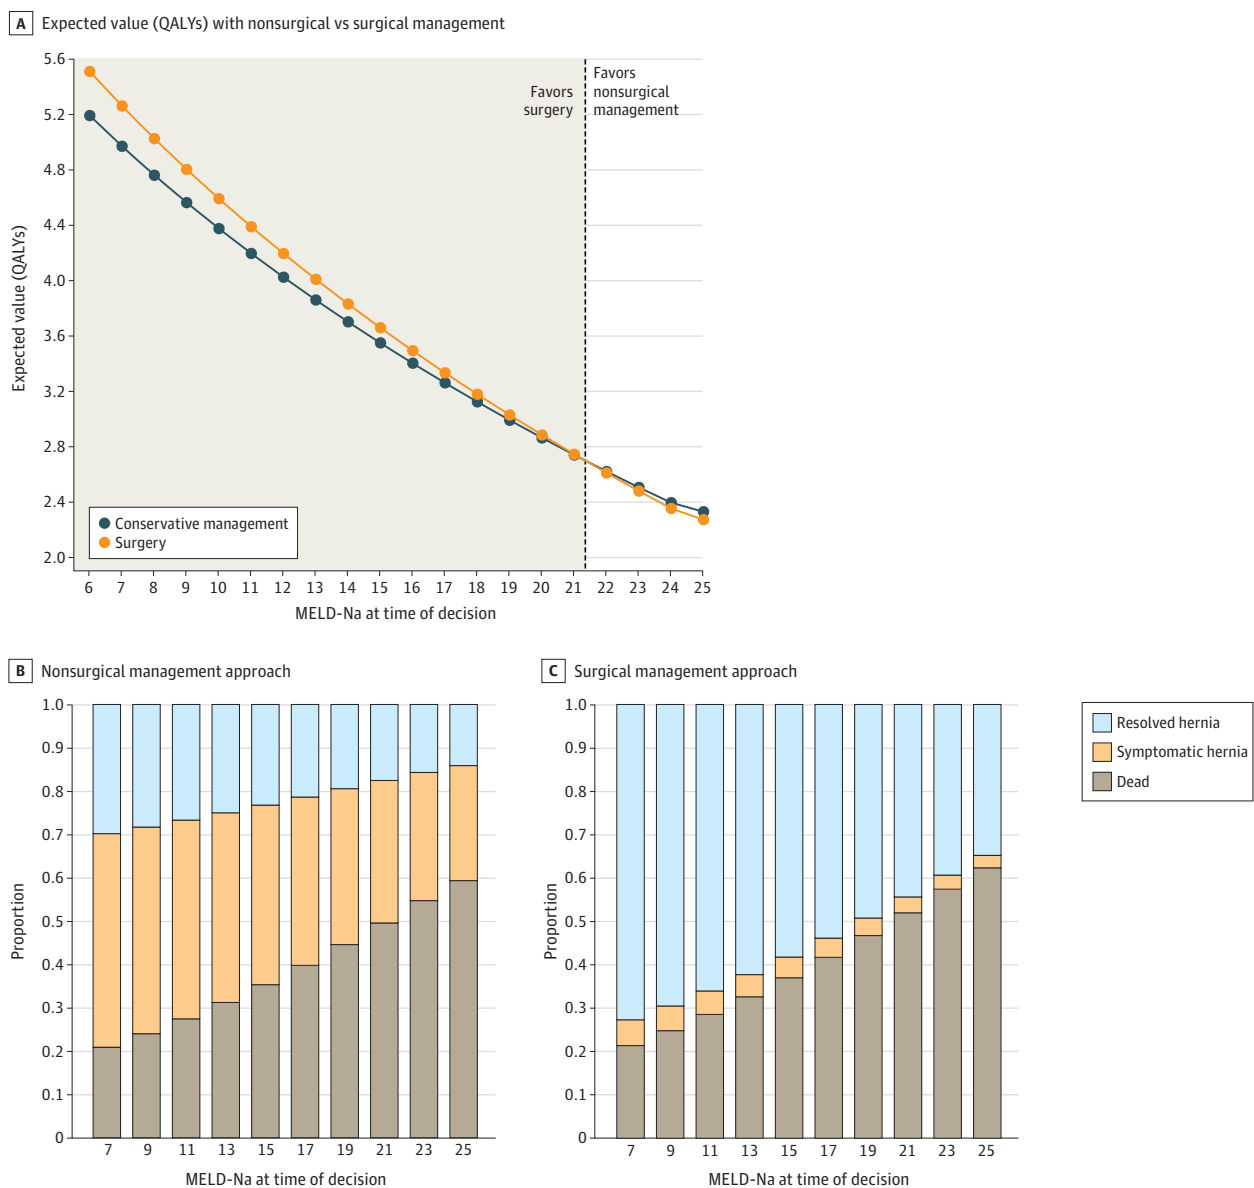 A Expected value (QALYs) with nonsurgical vs surgical management
5.6
5.2
4.8
4.4
4.0
3.6
3.2
2.8
2.4
2.0
Expected value (QALYs)
Favors
surgery
Favors
nonsurgical
management
Conservative management
Surgery
6 7 8 9 10 11 12 13 14 15 16 17 18 19 20 21 22 23 24 25
MELD-Na at time of decision
B Nonsurgical management approach
1.0
0.9
0.8
0.7
0.6
0.5
0.4
0.3
0.2
0.1
0
Proportion
7 9 11 13 15 17 19 21 23 25
MELD-Na at time of decision
C Surgical management approach
1.0
0.9
0.8
0.7
0.6
0.5
0.4
0.3
0.2
0.1
0
Proportion
7 9 11 13 15 17 19 21 23 25
MELD-Na at time of decision
Resolved hernia
Symptomatic hernia
Dead